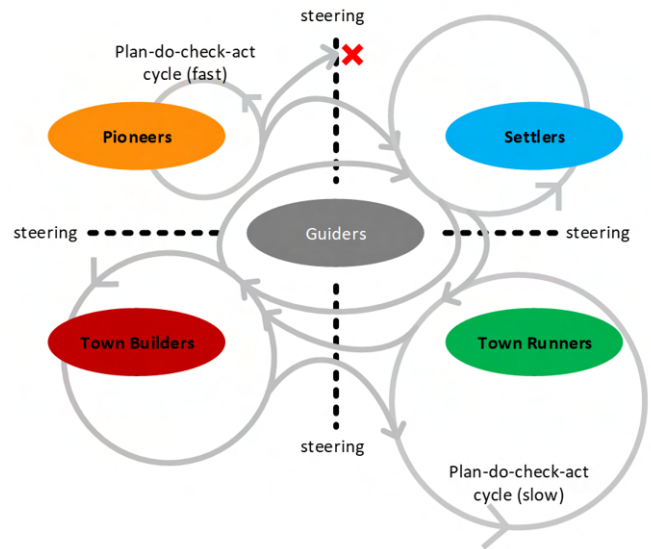 steering
Plan-do-check-act
cycle (fast)
Pioneers
Settlers
steering
Guiders
steering
Town Builders
Town Runners
steering
Plan-do-check-act
cycle (slow)